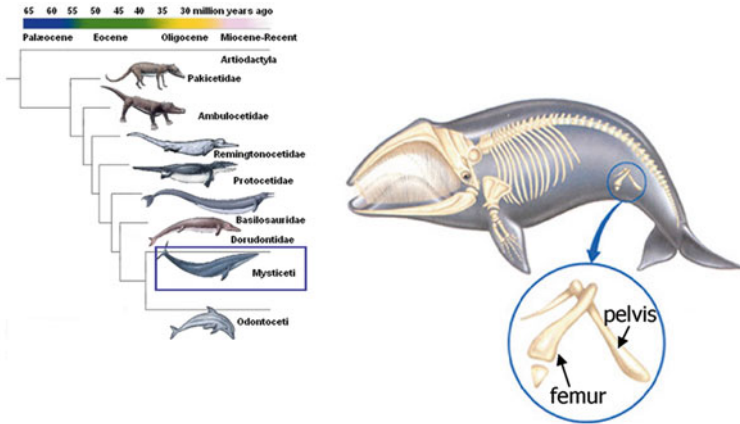 65 60 55 50 45 40 35 30 million years ago
Palæocene Eocene Oligocene Miocene-Recent
Artiodactyla
Pakicetidae
Ambulocetidae
Remingtonocetidae
Protocetidae
Basilosauridae
Dorudontidae
Mysticeti
Odontoceti
pelvis
femur